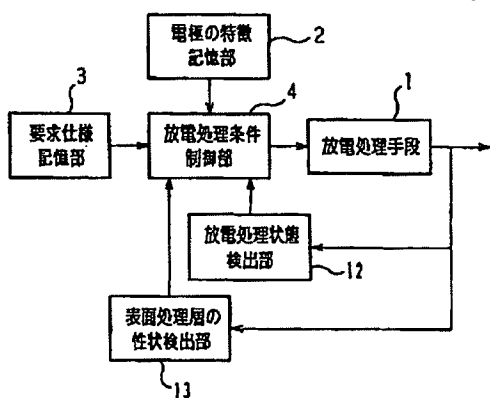 電極の特徴
記憶部
2
3
要求仕様
記憶部
4
放電処理条件
制御部
1
放電処理手段
放電処理状態
検出部
12
表面処理層の
性状検出部
13